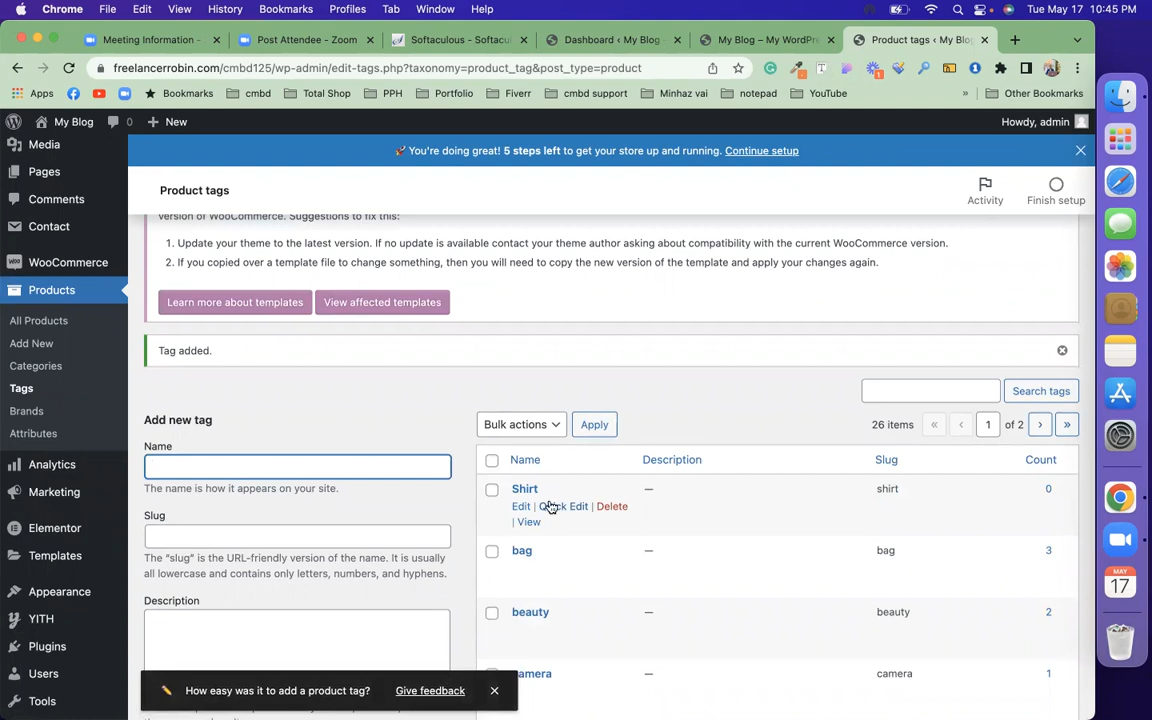 Chrome File Edit View History Bookmarks Profiles Tab Window Help Tue May 17 10:45 PM
Meeting Information - Post Attendee - Zoom Softaculous - Softacul Dashboard ‹ My Blog My Blog – My WordPre Product tags ‹ My Blog
freelancerrobin.com/cmbd125/wp-admin/edit-tags.php?taxonomy=product_tag&post_type=product
Apps Bookmarks cmbd Total Shop PPH Portfolio Fiverr cmbd support Minhaz vai notepad YouTube » Other Bookmarks
My Blog 0 + New Howdy, admin
Media
Pages
Comments
Contact
WooCommerce
Products
All Products
Add New
Categories
Tags
Brands
Attributes
Analytics
Marketing
Elementor
Templates
Appearance
YITH
Plugins
Users
Tools
You're doing great! 5 steps left to get your store up and running. Continue setup
Product tags
Activity
Finish setup
version of WooCommerce. Suggestions to fix this:
1. Update your theme to the latest version. If no update is available contact your theme author asking about compatibility with the current WooCommerce version.
2. If you copied over a template file to change something, then you will need to copy the new version of the template and apply your changes again.
Learn more about templates View affected templates
Tag added.
Search tags
Add new tag
Name
The name is how it appears on your site.
Slug
The “slug” is the URL-friendly version of the name. It is usually
all lowercase and contains only letters, numbers, and hyphens.
Description
Bulk actions Apply 26 items « ‹ 1 of 2 › »
Name Description Slug Count
Shirt — shirt 0
Edit | Quick Edit | Delete
| View
bag — bag 3
beauty — beauty 2
camera — camera 1
How easy was it to add a product tag? Give feedback
MAY
17